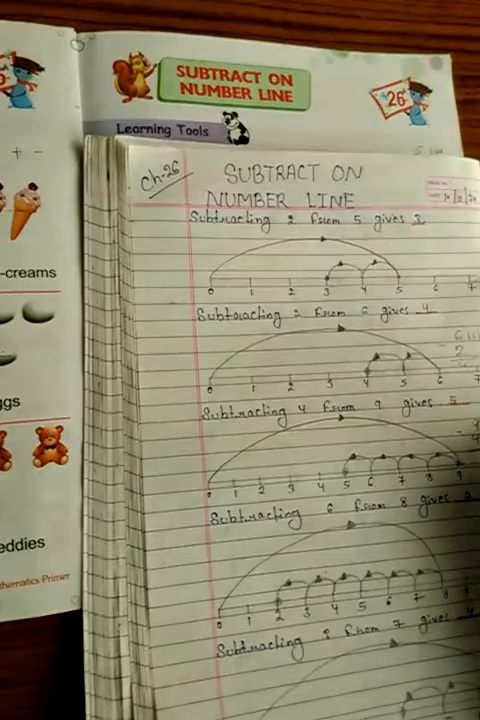 SUBTRACT ON
NUMBER LINE
26
Learning Tools
+ -
-creams
ggs
eddies
thematics Primer
Ch-26
SUBTRACT ON
NUMBER LINE
Subtracting 2 from 5 gives 3
0 1 2 3 4 5 6 7
Subtracting 2 from 6 gives 4
0 1 2 3 4 5 6 7
Subtracting 4 from 9 gives 5
0 1 2 3 4 5 6 7 8 9
Subtracting 6 from 8 gives 2
0 1 2 3 4 5 6 7 8
Subtracting 3 from 7 gives 4